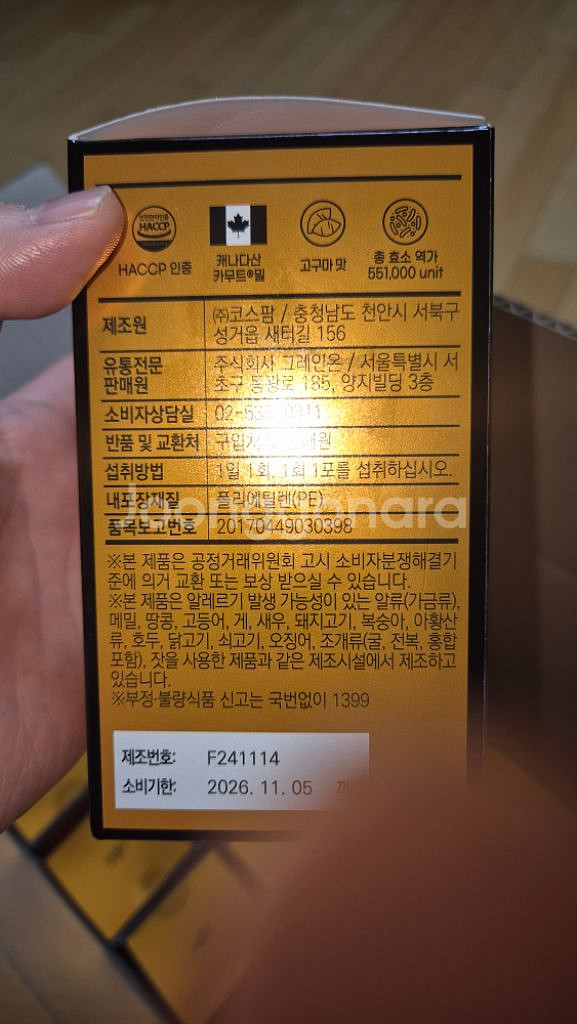 안전관리인증
HACCP
HACCP 인증
캐나다산
카무트®밀
고구마 맛
총 효소 역가
551,000 unit
제조원
㈜코스팜 / 충청남도 천안시 서북구
성거읍 새터길 156
유통전문
판매원
주식회사 그레인온 / 서울특별시 서
초구 동광로 185, 양지빌딩 3층
소비자상담실
반품 및 교환처
섭취방법
1일 1회, 1회 1포를 섭취하십시오.
내포장재질
폴리에틸렌(PE)
Joonggonara
품목보고번호
20170449030398
※본 제품은 공정거래위원회 고시 소비자분쟁해결기
준에 의거 교환 또는 보상 받으실 수 있습니다.
※본 제품은 알레르기 발생 가능성이 있는 알류(가금류),
메밀, 땅콩, 고등어, 게, 새우, 돼지고기, 복숭아, 아황산
류, 호두, 닭고기, 쇠고기, 오징어, 조개류(굴, 전복, 홍합
포함), 잣을 사용한 제품과 같은 제조시설에서 제조하고
있습니다.
※부정·불량식품 신고는 국번없이 1399
제조번호: F241114
소비기한: 2026. 11. 05